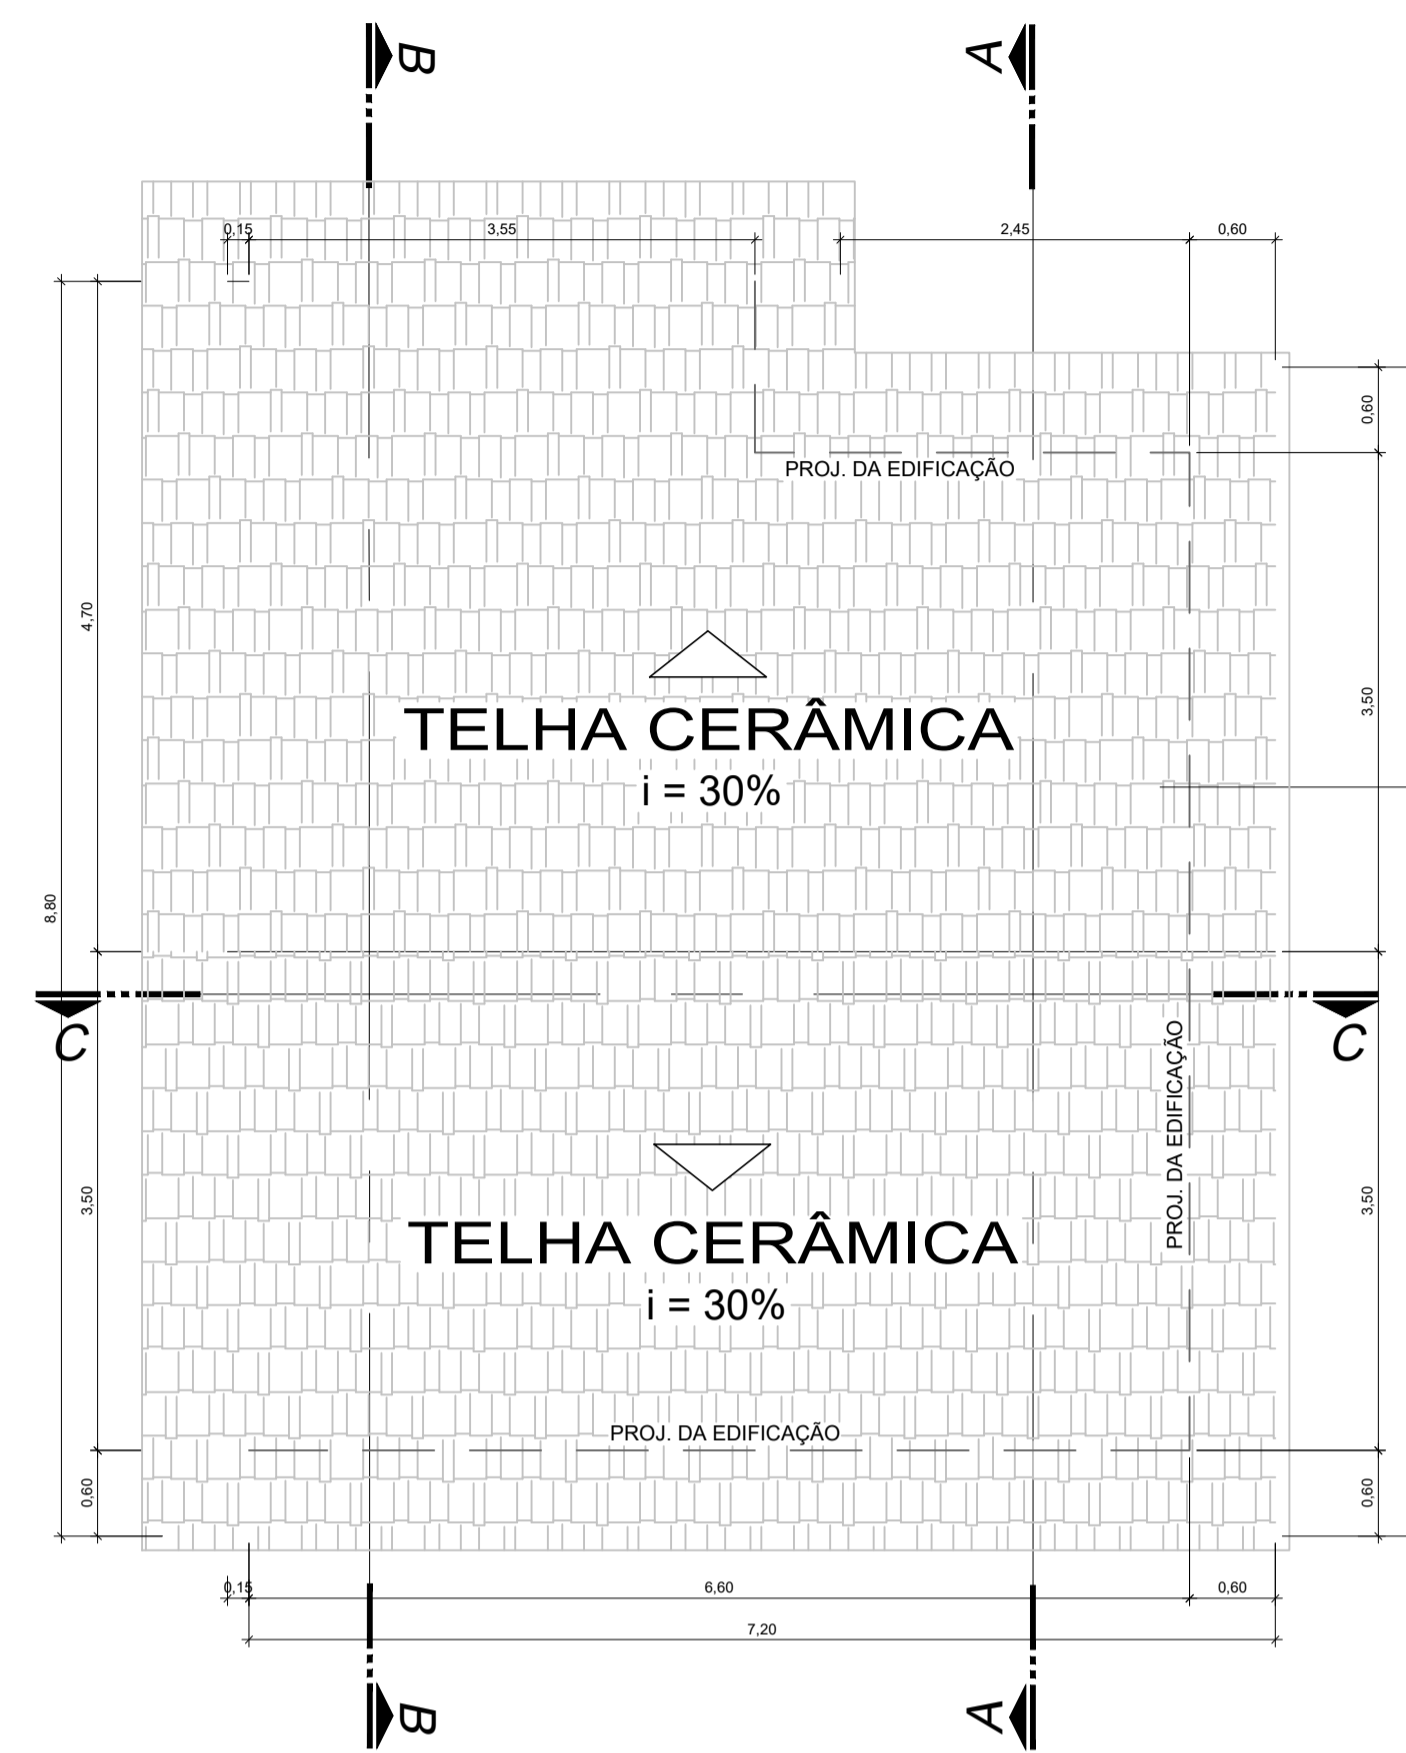 B
A
0,15
3,55
2,45
0,60
0,60
PROJ. DA EDIFICAÇÃO
4,70
3,50
TELHA CERÂMICA
i = 30%
8,80
C
C
PROJ. DA EDIFICAÇÃO
3,50
3,50
TELHA CERÂMICA
i = 30%
PROJ. DA EDIFICAÇÃO
0,60
0,60
0,15
6,60
0,60
7,20
B
A